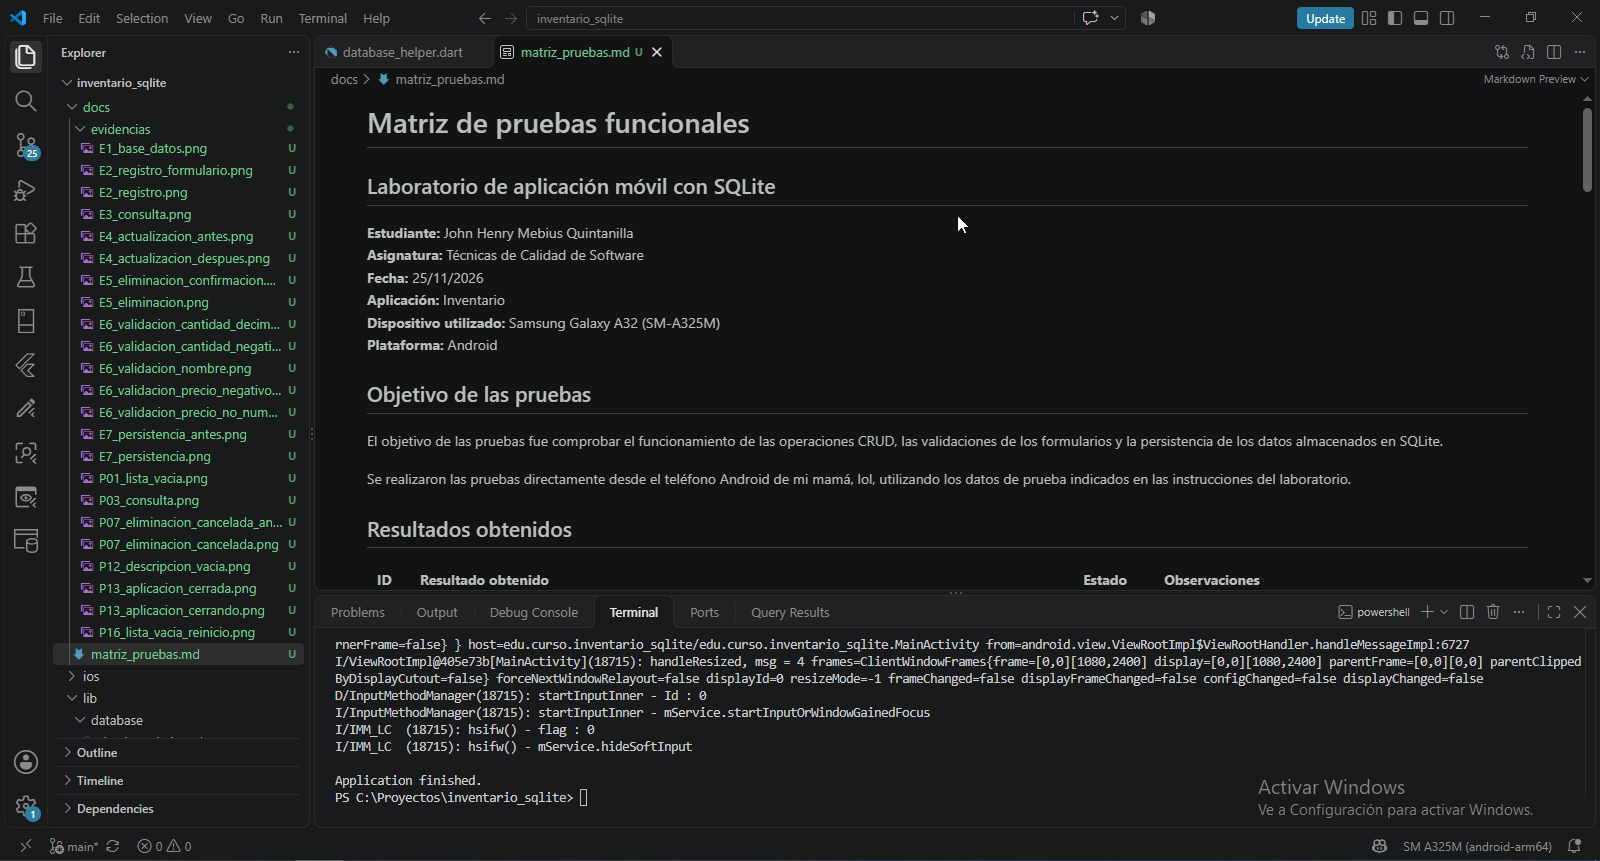 File Edit Selection View Go Run Terminal Help
inventario_sqlite
Update
Explorer
inventario_sqlite
docs
evidencias
E1_base_datos.png U
E2_registro_formulario.png U
E2_registro.png U
E3_consulta.png U
E4_actualizacion_antes.png U
E4_actualizacion_despues.png U
E5_eliminacion_confirmacion.... U
E5_eliminacion.png U
E6_validacion_cantidad_decim... U
E6_validacion_cantidad_negati... U
E6_validacion_nombre.png U
E6_validacion_precio_negativo... U
E6_validacion_precio_no_num... U
E7_persistencia_antes.png U
E7_persistencia.png U
P01_lista_vacia.png U
P03_consulta.png U
P07_eliminacion_cancelada_an... U
P07_eliminacion_cancelada.png U
P12_descripcion_vacia.png U
P13_aplicacion_cerrada.png U
P13_aplicacion_cerrando.png U
P16_lista_vacia_reinicio.png U
matriz_pruebas.md U
ios
lib
database
Outline
Timeline
Dependencies
25
1
database_helper.dart
matriz_pruebas.md U
docs > matriz_pruebas.md
Markdown Preview
Matriz de pruebas funcionales
Laboratorio de aplicación móvil con SQLite
Estudiante: John Henry Mebius Quintanilla
Asignatura: Técnicas de Calidad de Software
Fecha: 25/11/2026
Aplicación: Inventario
Dispositivo utilizado: Samsung Galaxy A32 (SM-A325M)
Plataforma: Android
Objetivo de las pruebas
El objetivo de las pruebas fue comprobar el funcionamiento de las operaciones CRUD, las validaciones de los formularios y la persistencia de los datos almacenados en SQLite.
Se realizaron las pruebas directamente desde el teléfono Android de mi mamá, lol, utilizando los datos de prueba indicados en las instrucciones del laboratorio.
Resultados obtenidos
ID Resultado obtenido Estado Observaciones
Problems Output Debug Console Terminal Ports Query Results
powershell
rnerFrame=false} } host=edu.curso.inventario_sqlite/edu.curso.inventario_sqlite.MainActivity from=android.view.ViewRootImpl$ViewRootHandler.handleMessageImpl:6727
I/ViewRootImpl@405e73b[MainActivity](18715): handleResized, msg = 4 frames=ClientWindowFrames{frame=[0,0][1080,2400] display=[0,0][1080,2400] parentFrame=[0,0][0,0] parentClipped
ByDisplayCutout=false} forceNextWindowRelayout=false displayId=0 resizeMode=-1 frameChanged=false displayFrameChanged=false configChanged=false displayChanged=false
D/InputMethodManager(18715): startInputInner - Id : 0
I/InputMethodManager(18715): startInputInner - mService.startInputOrWindowGainedFocus
I/IMM_LC (18715): hsifw() - flag : 0
I/IMM_LC (18715): hsifw() - mService.hideSoftInput
Application finished.
PS C:\Proyectos\inventario_sqlite>
Activar Windows
Ve a Configuración para activar Windows.
main* 0 0
SM A325M (android-arm64)